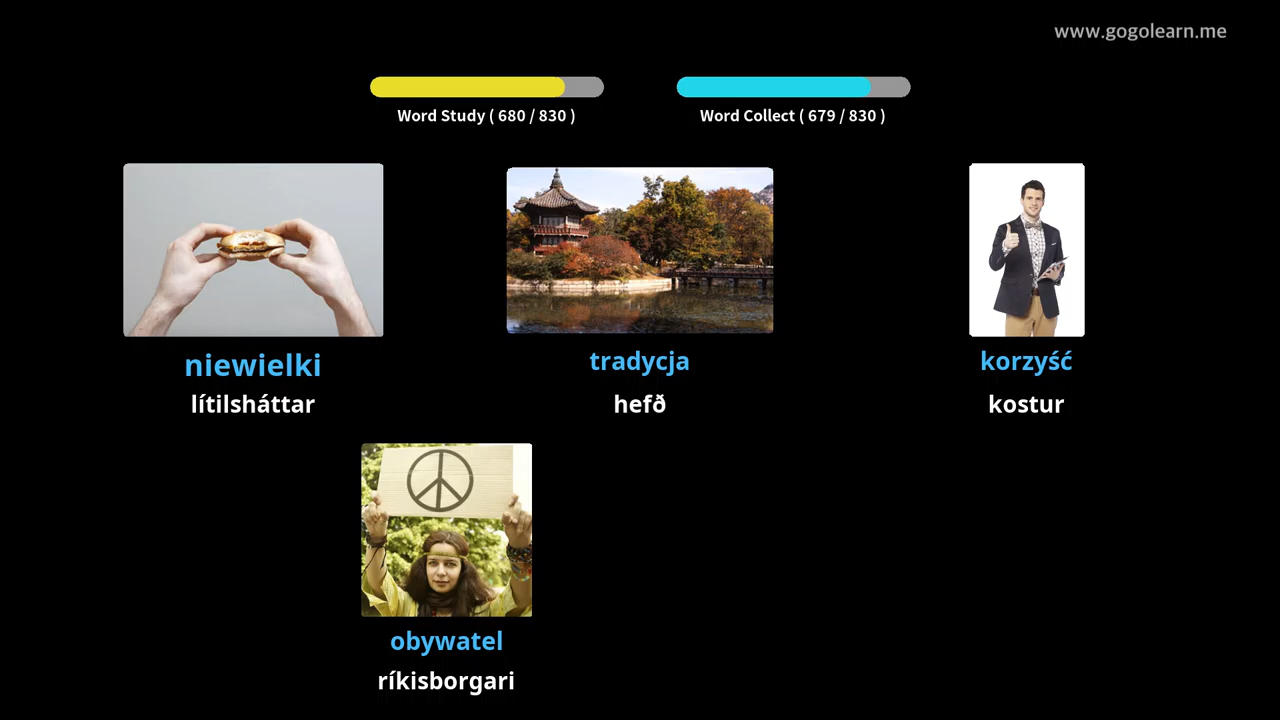 www.gogolearn.me
Word Study ( 680 / 830 )
Word Collect ( 679 / 830 )
niewielki
lítilsháttar
tradycja
hefð
korzyść
kostur
obywatel
ríkisborgari